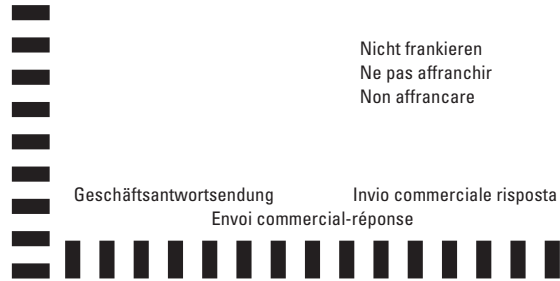 Nicht frankieren
Ne pas affranchir
Non affrancare
Geschäftsantwortsendung Invio commerciale risposta
Envoi commercial-réponse